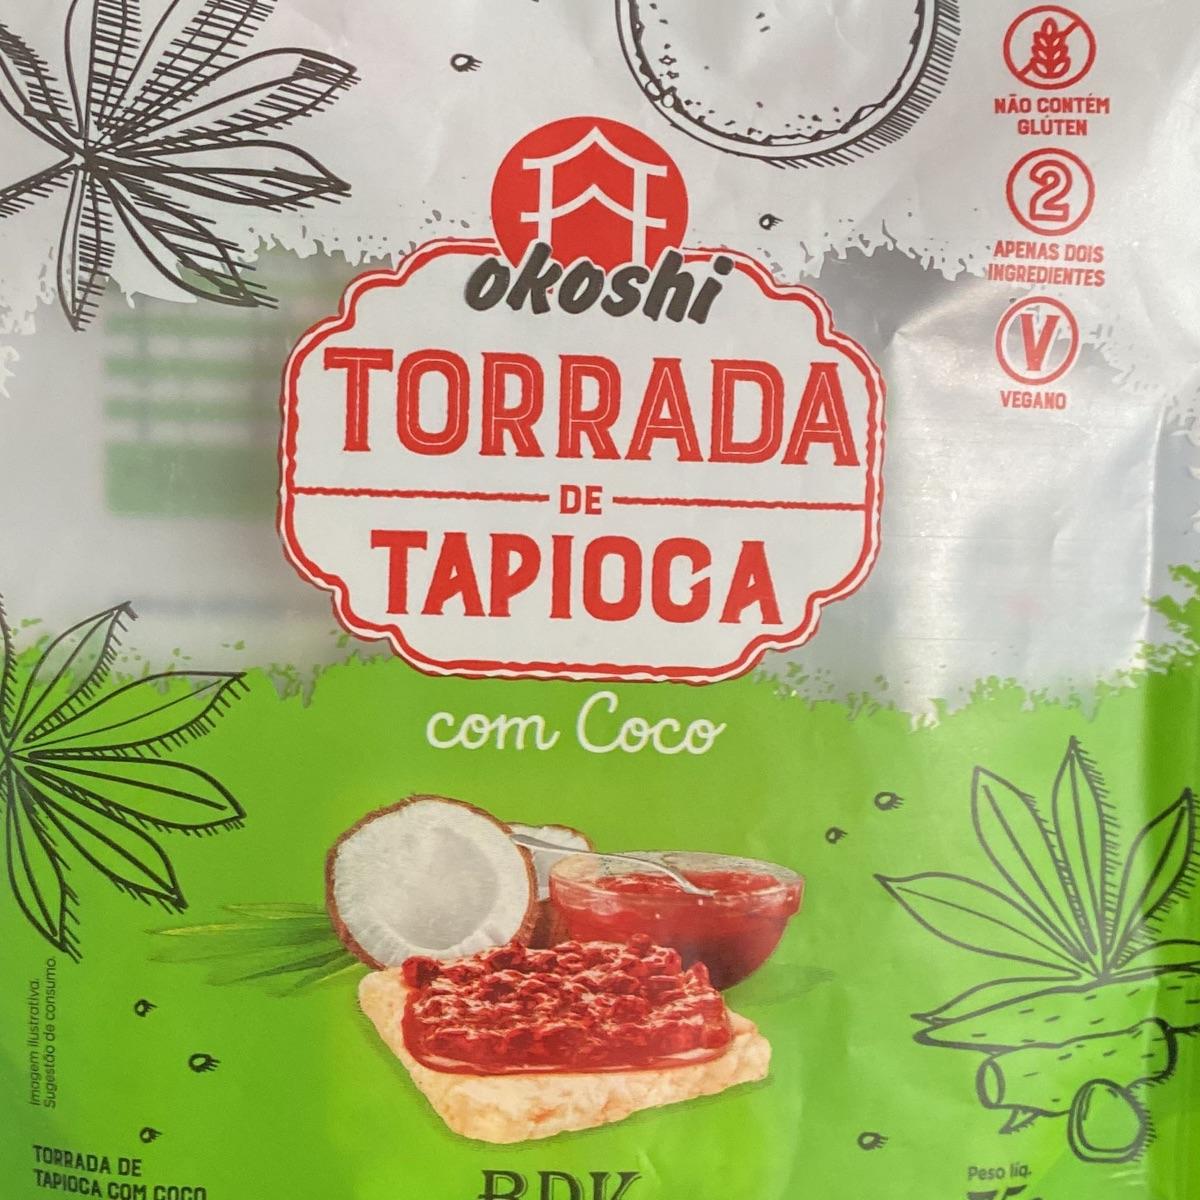 NÃO CONTÉM
GLÚTEN
2
APENAS DOIS
INGREDIENTES
V
VEGANO
okoshi
TORRADA
DE
TAPIOCA
com Coco
Imagem ilustrativa.
Sugestão de consumo.
TORRADA DE
TAPIOCA COM COCO
BDK
Peso líq.